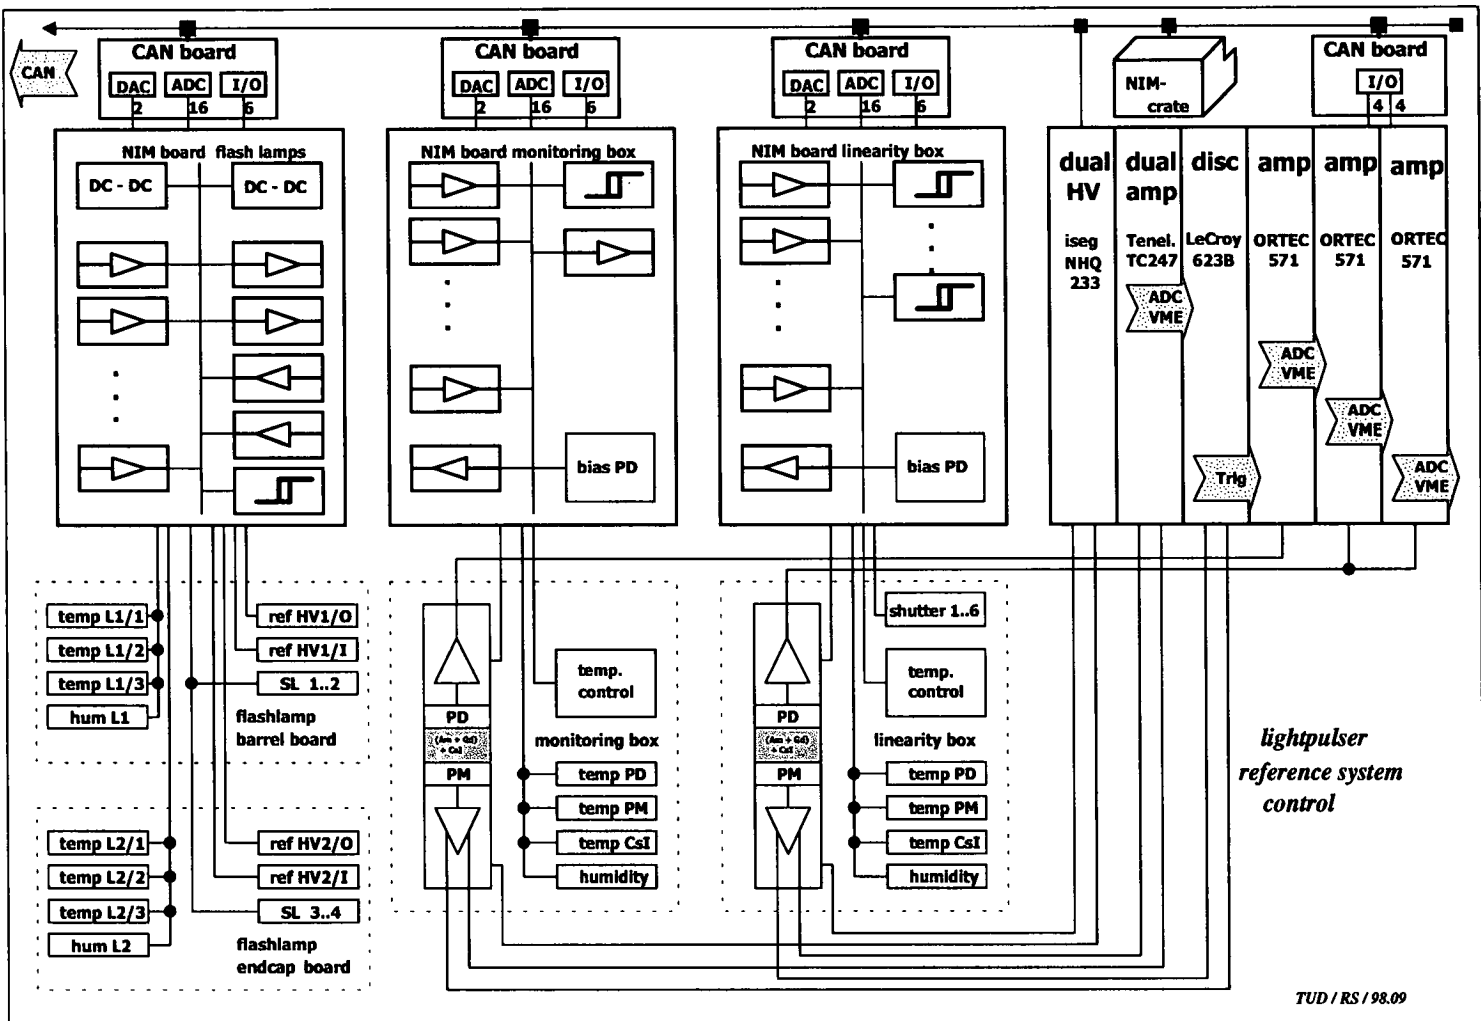 CAN
CAN board
DAC ADC I/O
2 16 6
CAN board
DAC ADC I/O
2 16 6
CAN board
DAC ADC I/O
2 16 6
NIM-
crate
CAN board
I/O
4 4
NIM board flash lamps
DC - DC
DC - DC
NIM board monitoring box
bias PD
NIM board linearity box
bias PD
dual
HV
iseg
NHQ
233
dual
amp
Tenel.
TC247
ADC
VME
disc
LeCroy
623B
Trig
amp
ORTEC
571
ADC
VME
amp
ORTEC
571
ADC
VME
amp
ORTEC
571
ADC
VME
temp L1/1
temp L1/2
temp L1/3
hum L1
ref HV1/O
ref HV1/I
SL 1..2
flashlamp
barrel board
temp L2/1
temp L2/2
temp L2/3
hum L2
ref HV2/O
ref HV2/I
SL 3..4
flashlamp
endcap board
PD
(Am + Gd)
+ CsI
PM
temp.
control
monitoring box
temp PD
temp PM
temp CsI
humidity
PD
(Am + Gd)
+ CsI
PM
shutter 1..6
temp.
control
linearity box
temp PD
temp PM
temp CsI
humidity
lightpulser
reference system
control
TUD / RS / 98.09